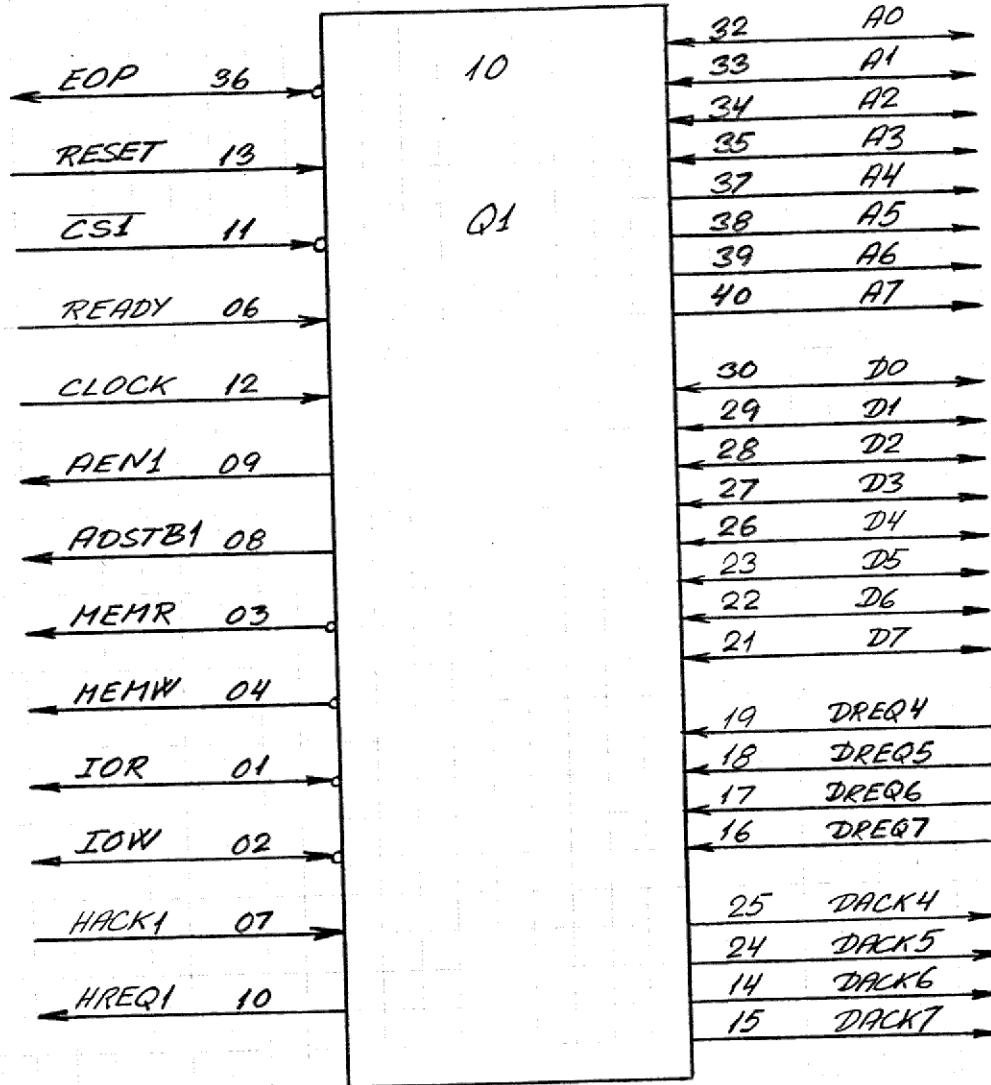 10
Q1
EOP 36
RESET 13
CS1 11
READY 06
CLOCK 12
AEN1 09
ADSTB1 08
MEMR 03
MEMW 04
IOR 01
IOW 02
HACK1 07
HREQ1 10
32 A0
33 A1
34 A2
35 A3
37 A4
38 A5
39 A6
40 A7
30 D0
29 D1
28 D2
27 D3
26 D4
23 D5
22 D6
21 D7
19 DREQ4
18 DREQ5
17 DREQ6
16 DREQ7
25 DACK4
24 DACK5
14 DACK6
15 DACK7